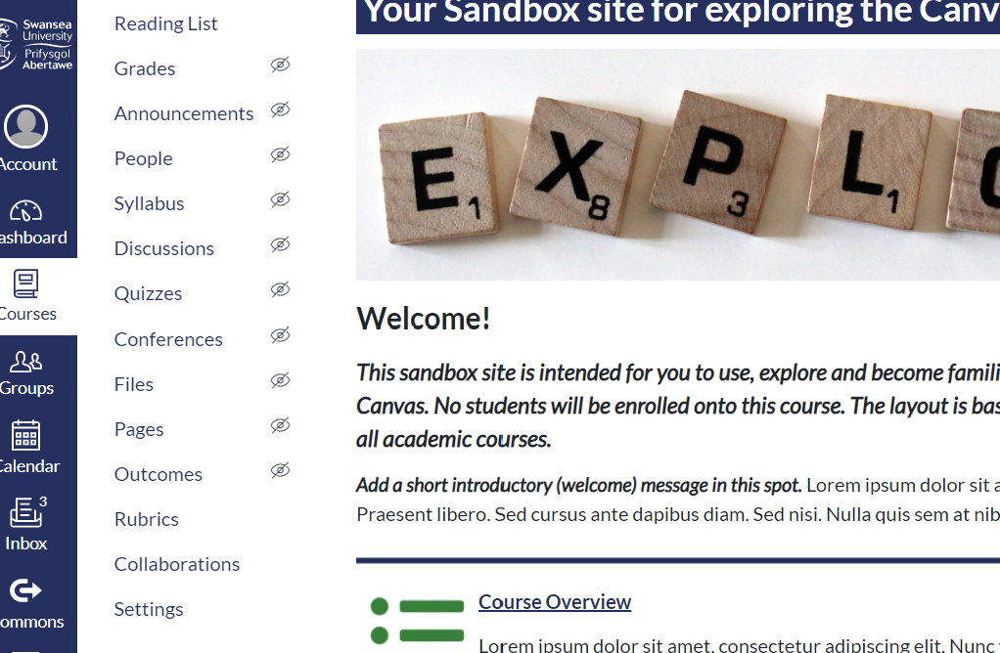 Swansea
University
Prifysgol
Abertawe
Account
Dashboard
Courses
Groups
Calendar
3
Inbox
Commons
Reading List
Grades
Announcements
People
Syllabus
Discussions
Quizzes
Conferences
Files
Pages
Outcomes
Rubrics
Collaborations
Settings
Your Sandbox site for exploring the Canv
E1 X8 P3 L1
Welcome!
This sandbox site is intended for you to use, explore and become famili
Canvas. No students will be enrolled onto this course. The layout is bas
all academic courses.
Add a short introductory (welcome) message in this spot. Lorem ipsum dolor sit a
Praesent libero. Sed cursus ante dapibus diam. Sed nisi. Nulla quis sem at nib
Course Overview
Lorem ipsum dolor sit amet, consectetur adipiscing elit. Nunc